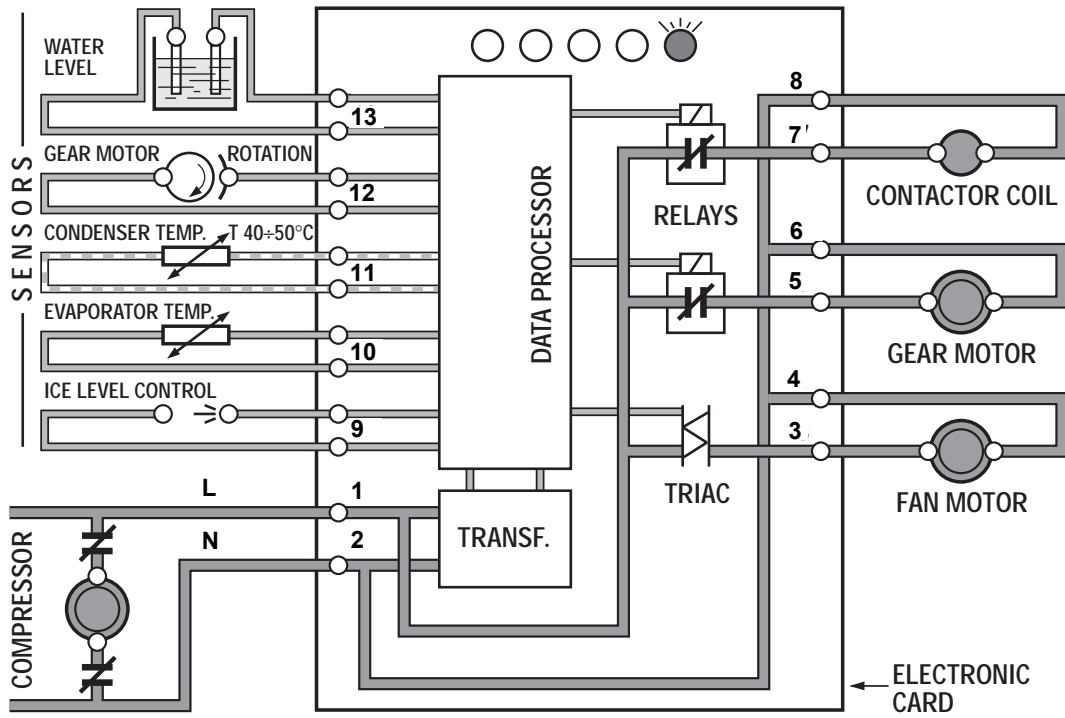 SENSORS
WATER
LEVEL
13
GEAR MOTOR ROTATION
12
CONDENSER TEMP. T 40÷50°C
11
EVAPORATOR TEMP.
10
ICE LEVEL CONTROL
9
L
1
N
2
COMPRESSOR
DATA PROCESSOR
TRANSF.
RELAYS
TRIAC
8
7
CONTACTOR COIL
6
5
GEAR MOTOR
4
3
FAN MOTOR
ELECTRONIC
CARD